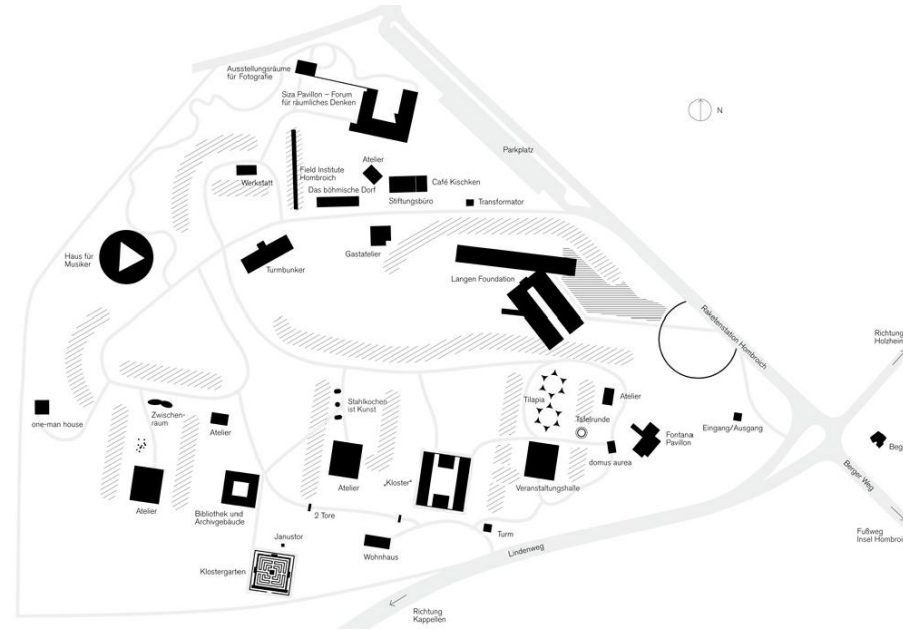 Ausstellungsräume
für Fotografie
Siza Pavillon – Forum
für räumliches Denken
N
Parkplatz
Atelier
Field Institute
Hombroich
Werkstatt
Café Kischken
Das böhmische Dorf
Stiftungsbüro
Transformator
Haus für
Musiker
Gastatelier
Turmbunker
Langen Foundation
Raketenstation Hombroich
Richtung
Holzheim
Tilapia
Atelier
Stahlkochen
ist Kunst
one-man house
Zwischen-
raum
Atelier
Tafelrunde
Eingang/Ausgang
Fontana
Pavillon
domus aurea
Beg
Berger Weg
„Kloster“
Atelier
Veranstaltungshalle
Atelier
Bibliothek und
Archivgebäude
2 Tore
Turm
Janustor
Wohnhaus
Lindenweg
Fußweg
Insel Hombroi
Klostergarten
Richtung
Kappellen